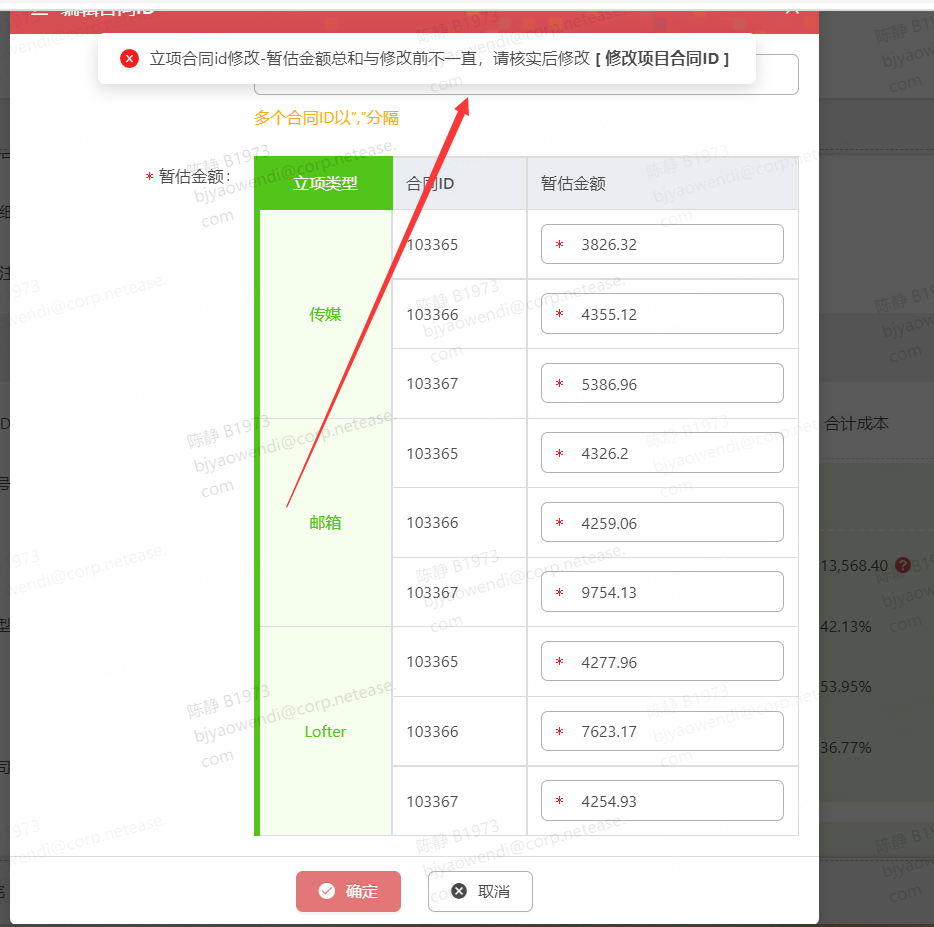 编辑合同ID
立项合同id修改-暂估金额总和与修改前不一直，请核实后修改 [ 修改项目合同ID ]
多个合同ID以","分隔
* 暂估金额：
立项类型 合同ID 暂估金额
103365 * 3826.32
传媒 103366 * 4355.12
103367 * 5386.96
103365 * 4326.2
邮箱 103366 * 4259.06
103367 * 9754.13
103365 * 4277.96
Lofter 103366 * 7623.17
103367 * 4254.93
确定 取消
合计成本
13,568.40 ?
42.13%
53.95%
36.77%
陈静 B1973
bjyaowendi@corp.netease.
com